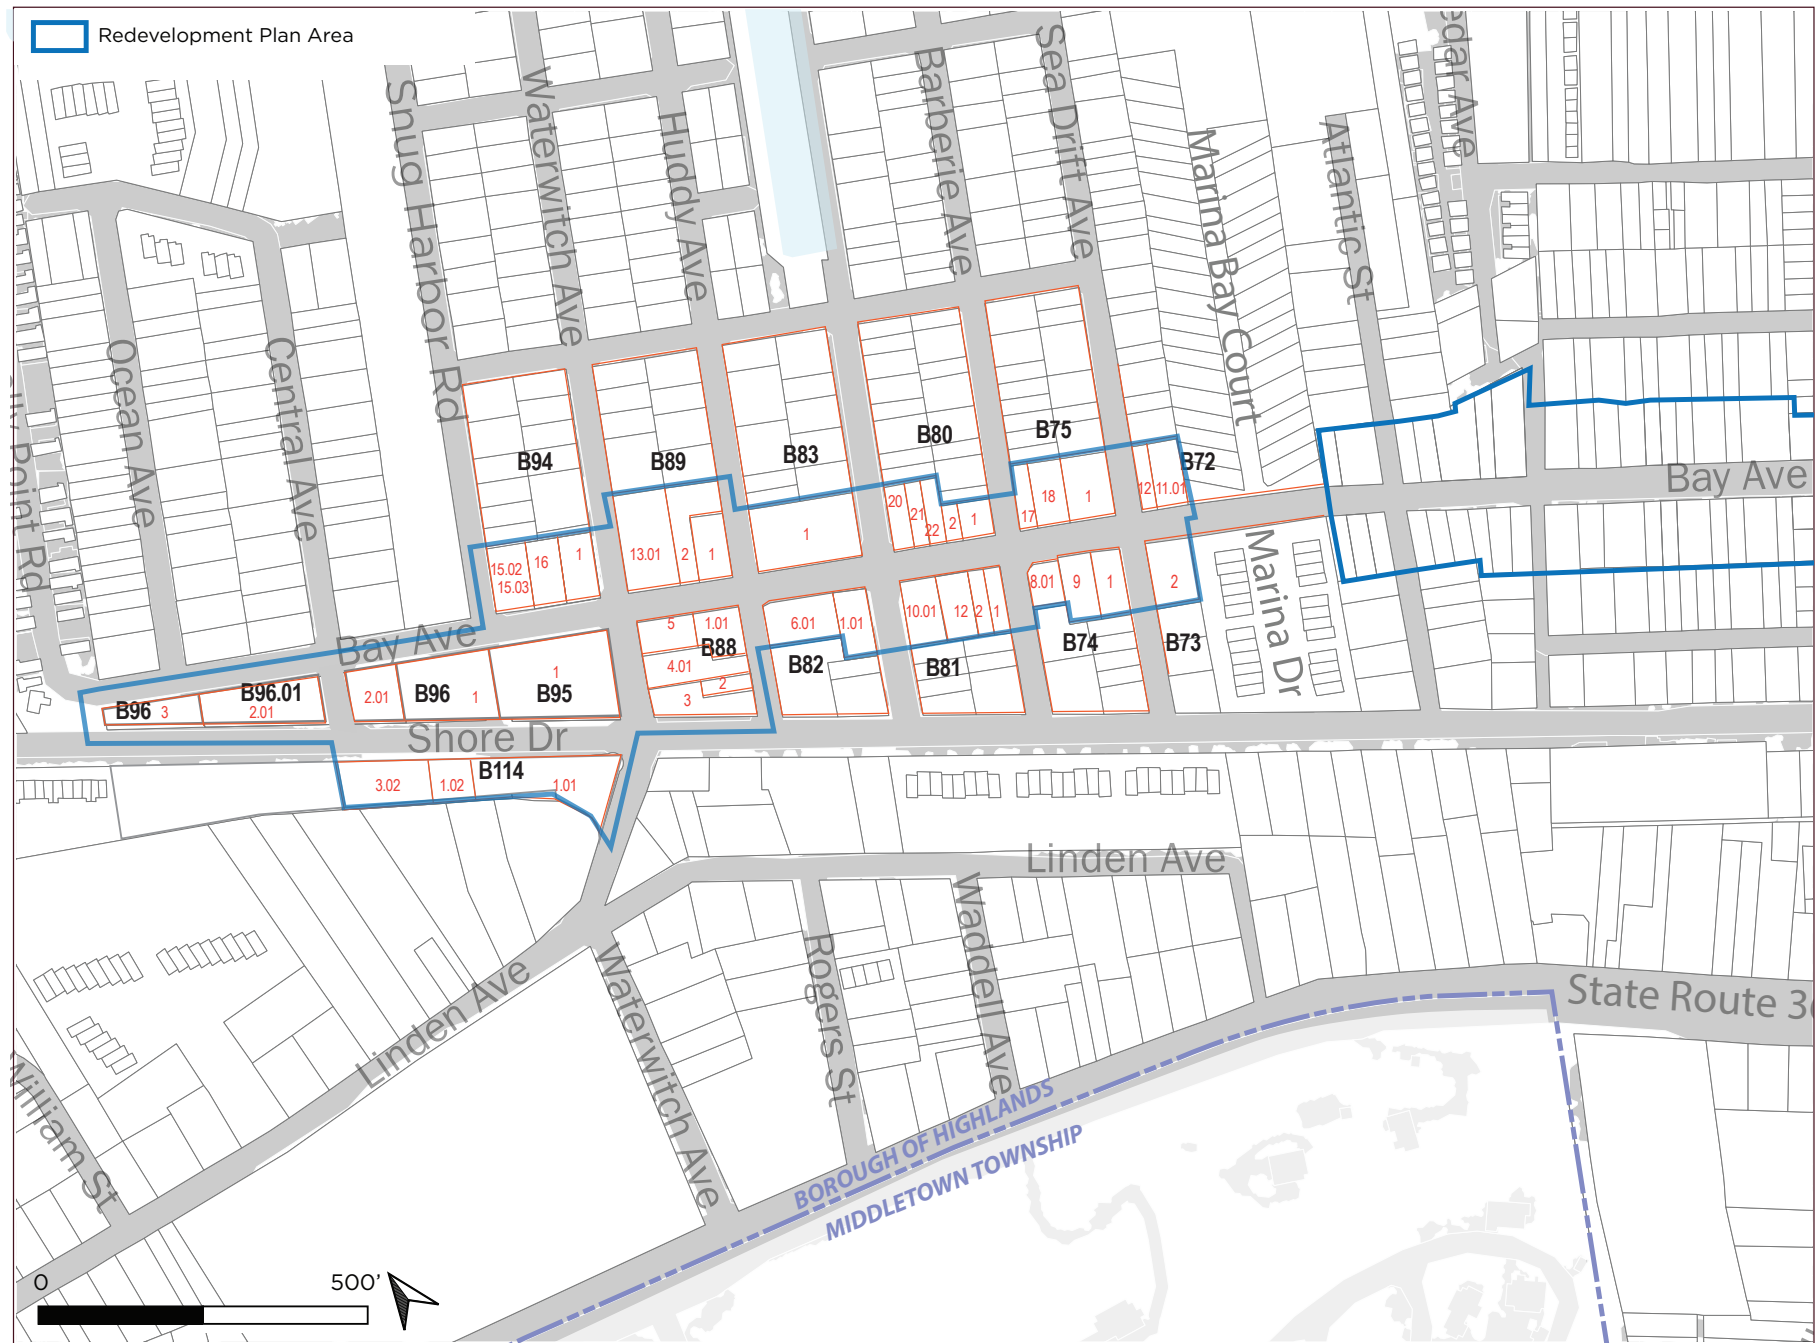 Redevelopment Plan Area
Snug Harbor Rd
Waterwitch Ave
Huddy Ave
Barberie Ave
Sea Drift Ave
Marina Bay Court
Atlantic St
Ocean Ave
Central Ave
Point Rd
B94
B89
B83
B80
B75
B72
Bay Ave
15.02
15.03
16
1
13.01
2
1
1
20
21
22
2
1
17
18
1
12
11.01
Bay Ave
5
1.01
B88
4.01
3
2
6.01
1.01
B82
10.01
12
2
1
B81
8.01
9
1
B74
2
B73
Marina Dr
B96
3
B96.01
2.01
2.01
B96
1
1
B95
Shore Dr
3.02
1.02
B114
1.01
Linden Ave
Linden Ave
Waterwitch Ave
Rogers St
Waddell Ave
William St
State Route
BOROUGH OF HIGHLANDS
MIDDLETOWN TOWNSHIP
0
500'